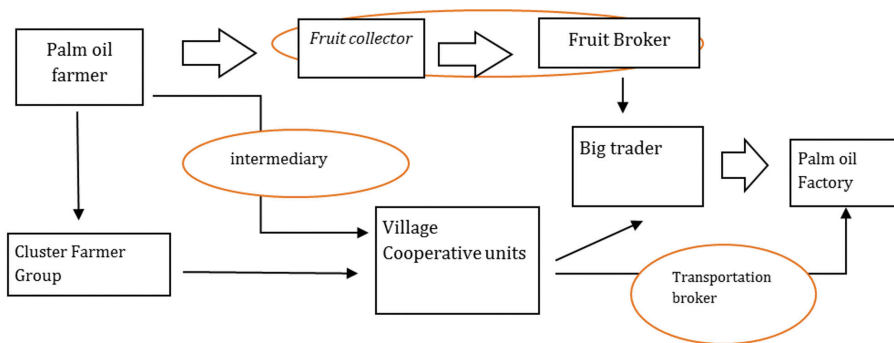 Palm oil
farmer
Fruit collector
Fruit Broker
intermediary
Big trader
Palm oil
Factory
Cluster Farmer
Group
Village
Cooperative units
Transportation
broker